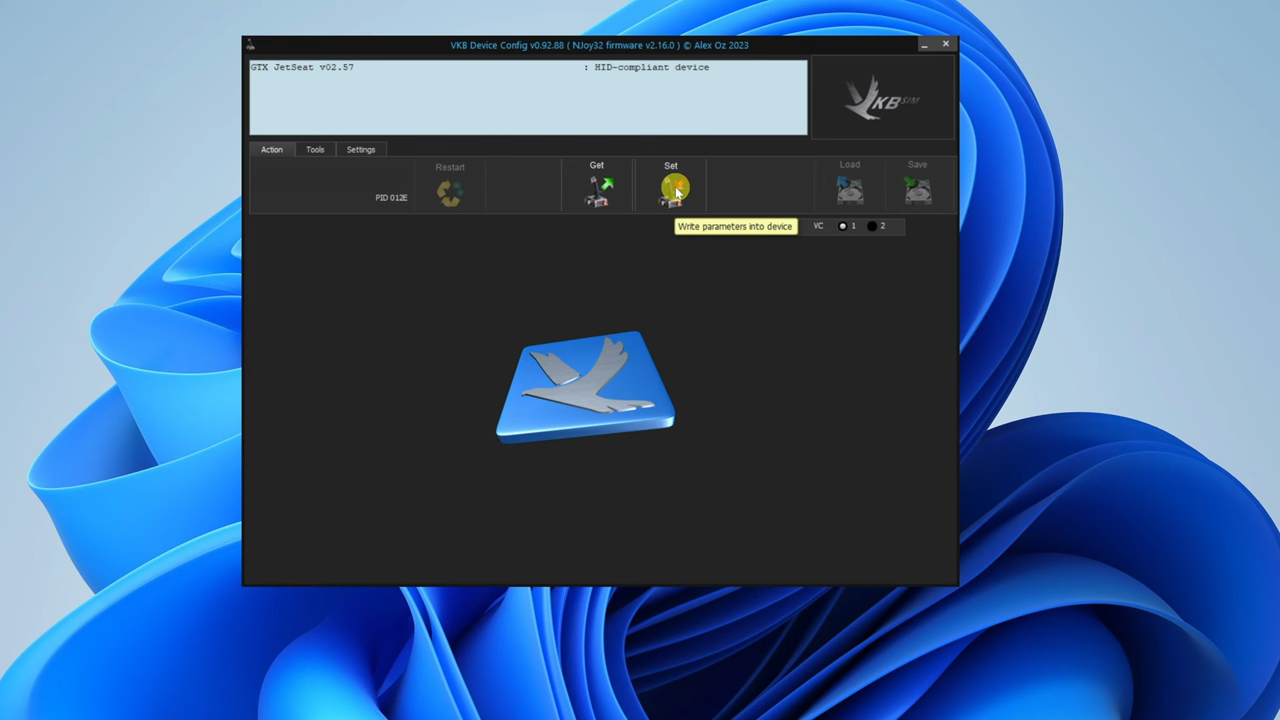 VKB Device Config v0.92.88 ( NJoy32 firmware v2.16.0 ) © Alex Oz 2023
GTX JetSeat v02.57 : HID-compliant device
VKB SIM
Action Tools Settings
Restart Get Set Load Save
PID 012E
Write parameters into device
VC 1 2